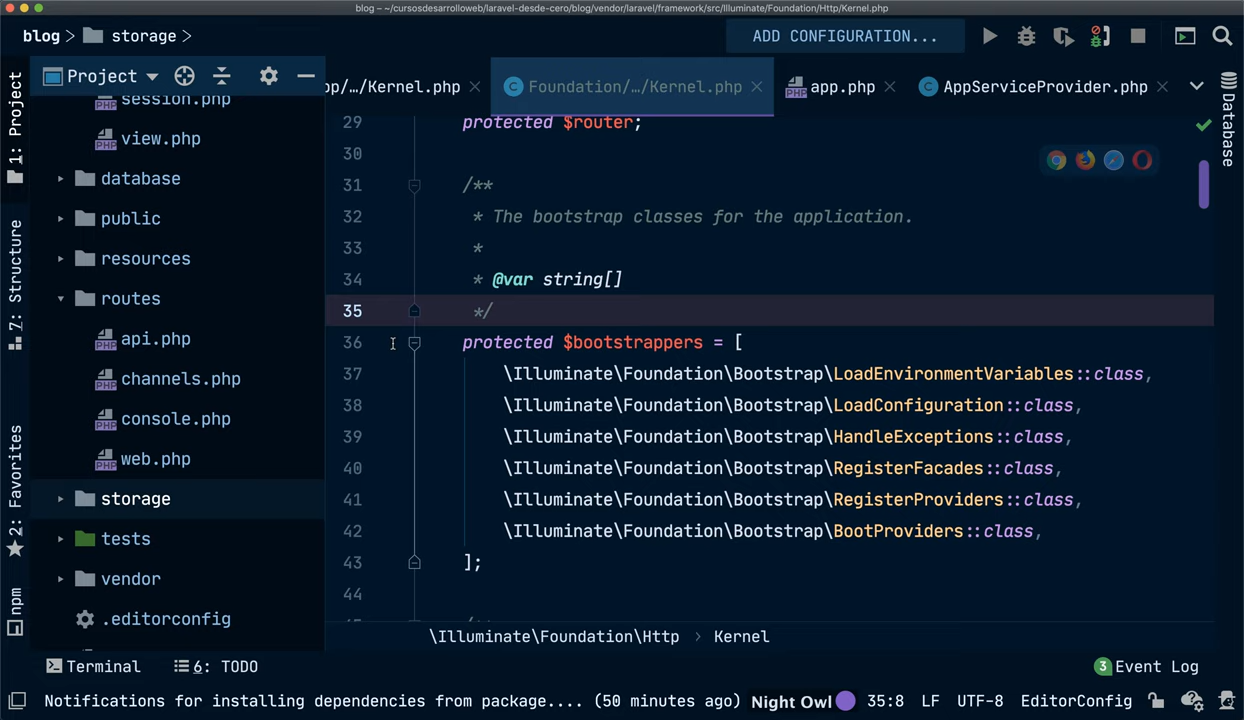 blog – ~/cursosdesarrolloweb/laravel-desde-cero/blog/vendor/laravel/framework/src/Illuminate/Foundation/Http/Kernel.php
blog > storage >
ADD CONFIGURATION...
Project
pp/.../Kernel.php
Foundation/.../Kernel.php
app.php
AppServiceProvider.php
1: Project
7: Structure
2: Favorites
npm
Database
session.php
view.php
database
public
resources
routes
api.php
channels.php
console.php
web.php
storage
tests
vendor
.editorconfig
29 protected $router;
30
31 /**
32 * The bootstrap classes for the application.
33 *
34 * @var string[]
35 */
36 protected $bootstrappers = [
37 \Illuminate\Foundation\Bootstrap\LoadEnvironmentVariables::class,
38 \Illuminate\Foundation\Bootstrap\LoadConfiguration::class,
39 \Illuminate\Foundation\Bootstrap\HandleExceptions::class,
40 \Illuminate\Foundation\Bootstrap\RegisterFacades::class,
41 \Illuminate\Foundation\Bootstrap\RegisterProviders::class,
42 \Illuminate\Foundation\Bootstrap\BootProviders::class,
43 ];
44
\Illuminate\Foundation\Http > Kernel
Terminal 6: TODO 3 Event Log
Notifications for installing dependencies from package.... (50 minutes ago) Night Owl 35:8 LF UTF-8 EditorConfig